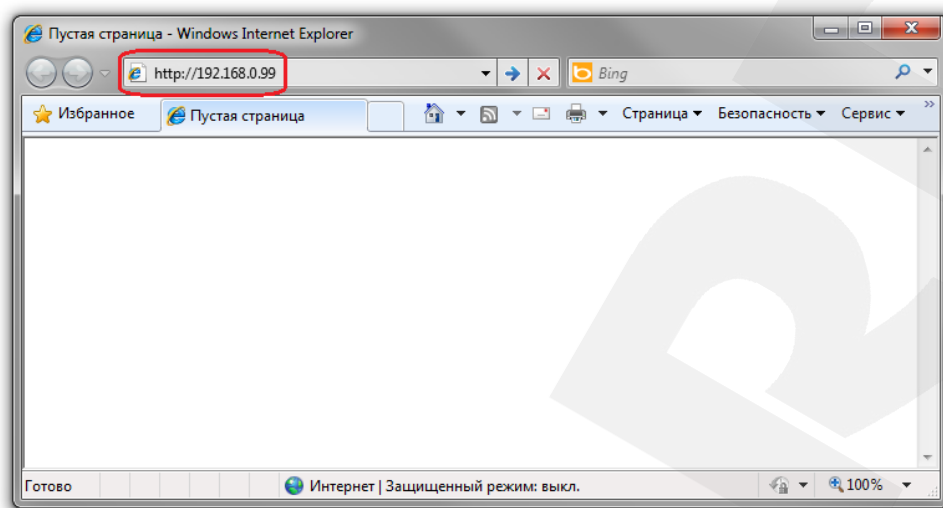 Пустая страница - Windows Internet Explorer
http://192.168.0.99 Bing
Избранное Пустая страница Страница Безопасность Сервис
Готово Интернет | Защищенный режим: выкл. 100%